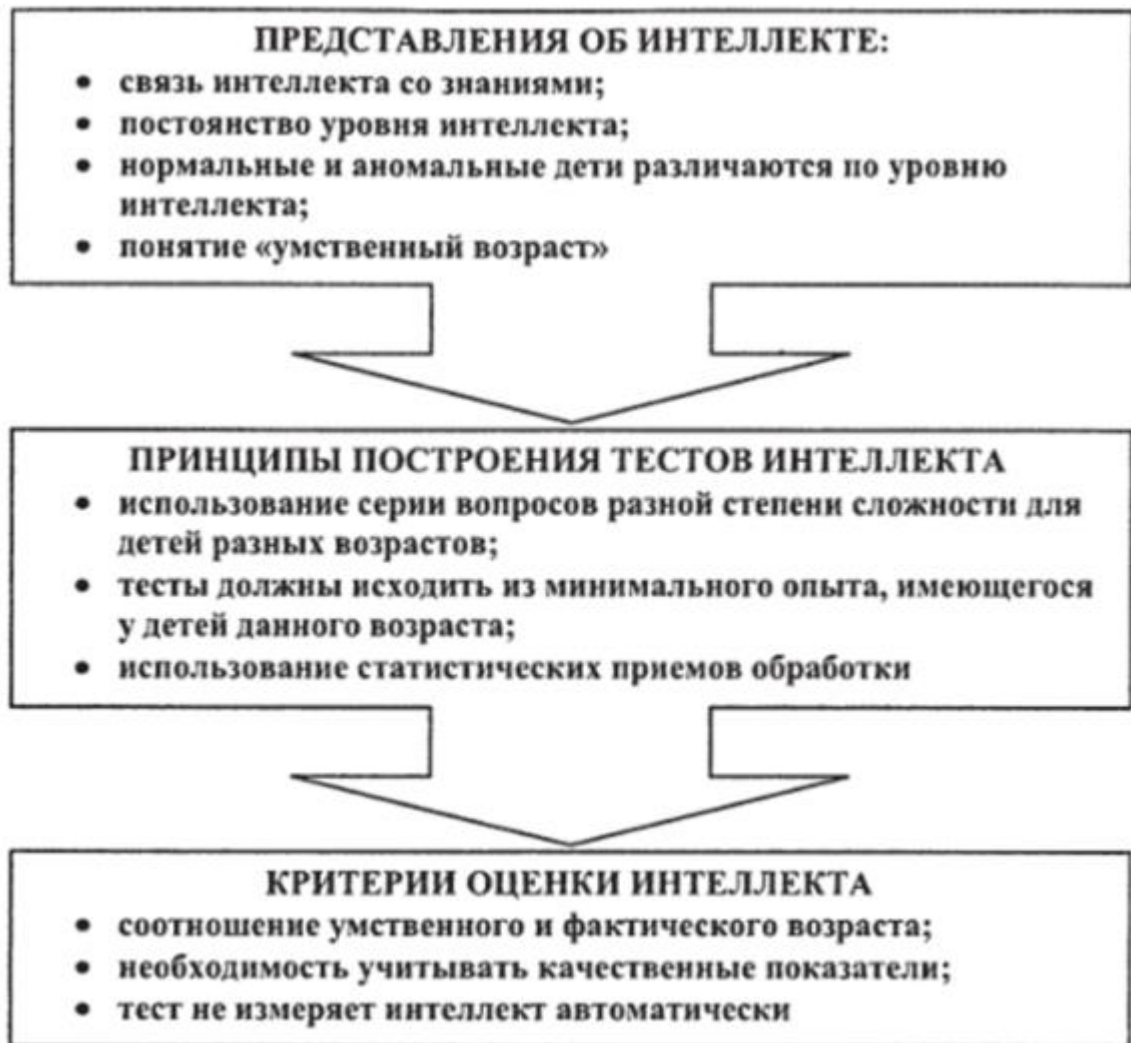 ПРЕДСТАВЛЕНИЯ ОБ ИНТЕЛЛЕКТЕ:
• связь интеллекта со знаниями;
• постоянство уровня интеллекта;
• нормальные и аномальные дети различаются по уровню
интеллекта;
• понятие «умственный возраст»
ПРИНЦИПЫ ПОСТРОЕНИЯ ТЕСТОВ ИНТЕЛЛЕКТА
• использование серии вопросов разной степени сложности для
детей разных возрастов;
• тесты должны исходить из минимального опыта, имеющегося
у детей данного возраста;
• использование статистических приемов обработки
КРИТЕРИИ ОЦЕНКИ ИНТЕЛЛЕКТА
• соотношение умственного и фактического возраста;
• необходимость учитывать качественные показатели;
• тест не измеряет интеллект автоматически